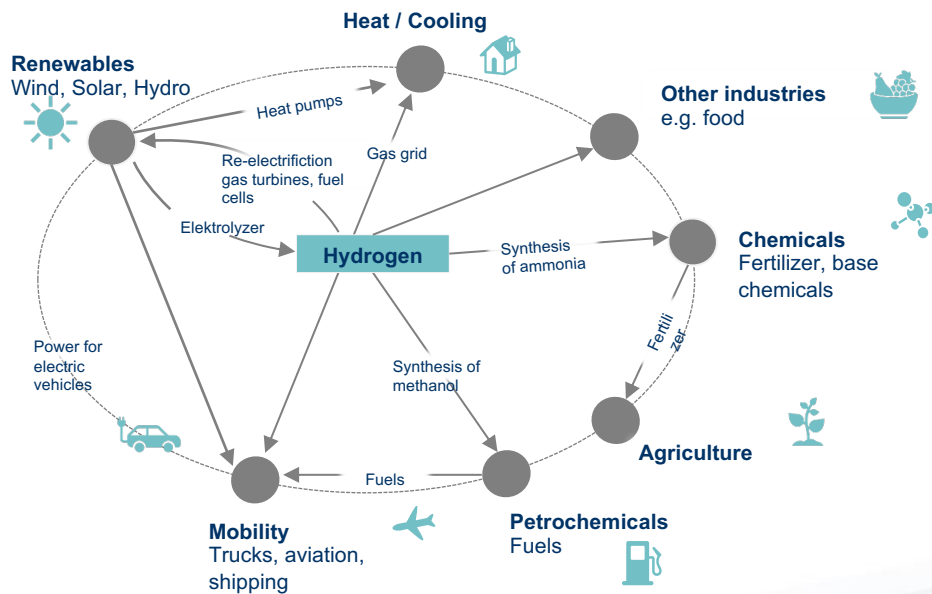 Heat / Cooling
Renewables
Wind, Solar, Hydro
Heat pumps
Other industries
e.g. food
Re-electrifiction
gas turbines, fuel
cells
Gas grid
Elektrolyzer
Hydrogen
Synthesis
of ammonia
Chemicals
Fertilizer, base
chemicals
Fertili
zer
Power for
electric
vehicles
Synthesis of
methanol
Agriculture
Fuels
Mobility
Trucks, aviation,
shipping
Petrochemicals
Fuels